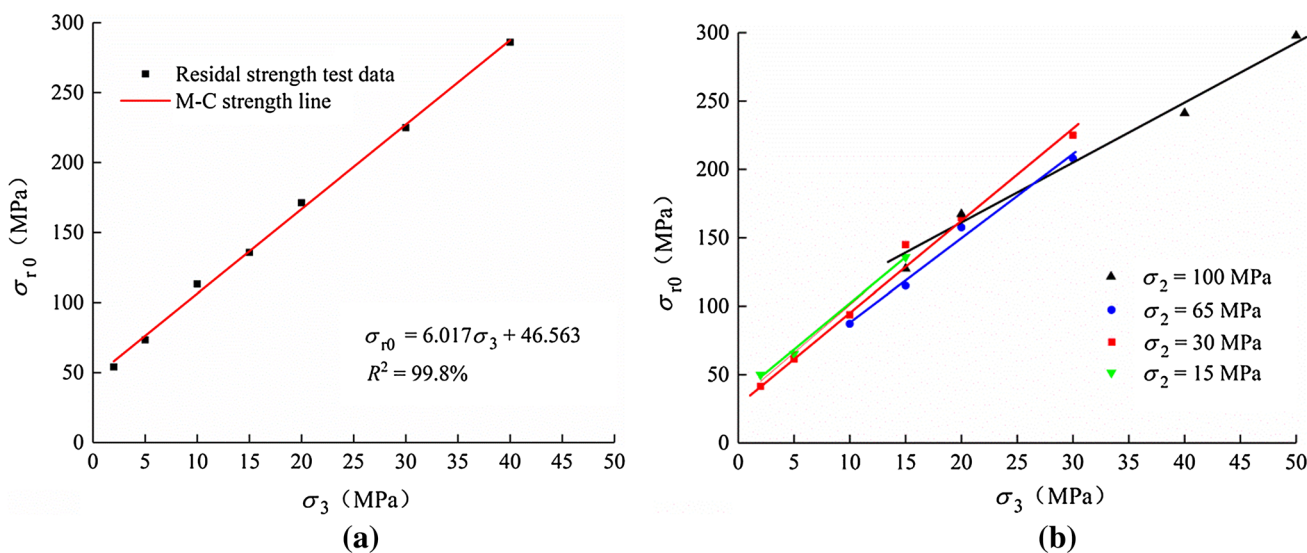 300
250
200
150
100
50
0
σr0 (MPa)
Residal strength test data
M-C strength line
σr0 = 6.017σ3 + 46.563
R² = 99.8%
0 5 10 15 20 25 30 35 40 45 50
σ3 (MPa)
(a)
300
250
200
150
100
50
0
σr0 (MPa)
σ2 = 100 MPa
σ2 = 65 MPa
σ2 = 30 MPa
σ2 = 15 MPa
0 5 10 15 20 25 30 35 40 45 50
σ3 (MPa)
(b)